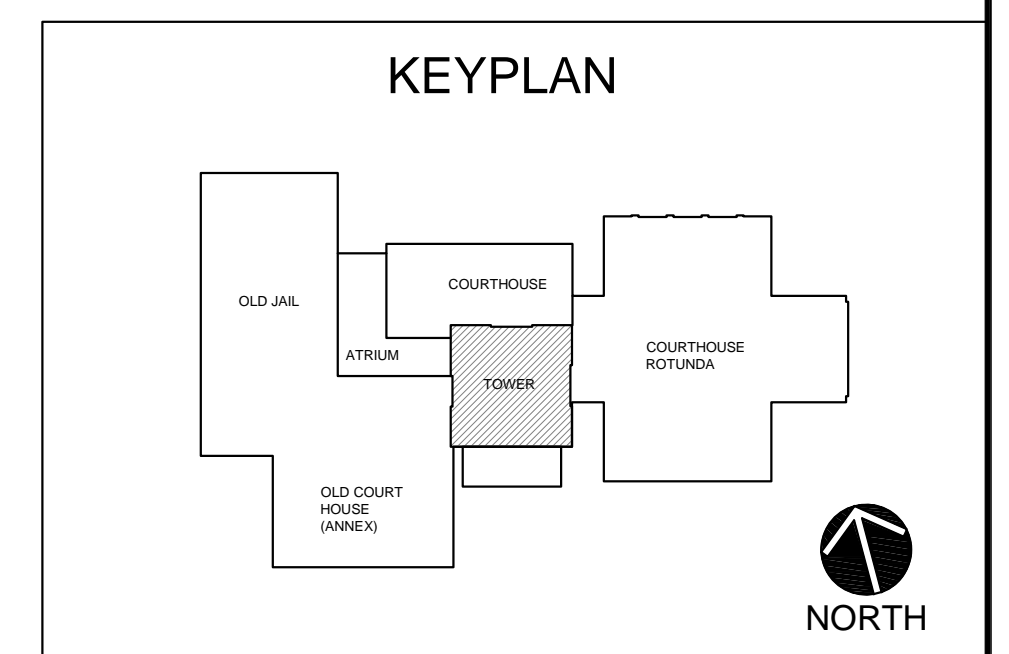 KEYPLAN
OLD JAIL
COURTHOUSE
ATRIUM
TOWER
COURTHOUSE
ROTUNDA
OLD COURT
HOUSE
(ANNEX)
NORTH